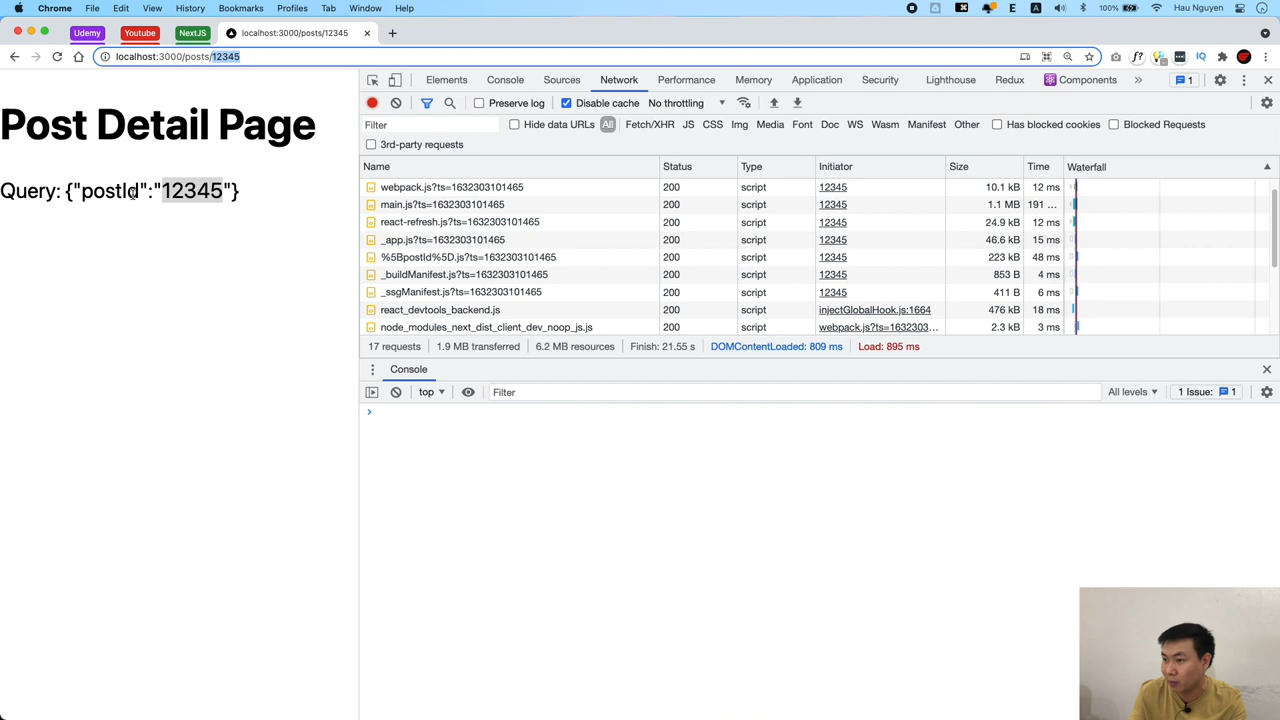 Chrome File Edit View History Bookmarks Profiles Tab Window Help 100% Hau Nguyen
Udemy Youtube NextJS localhost:3000/posts/12345
localhost:3000/posts/12345
Elements Console Sources Network Performance Memory Application Security Lighthouse Redux Components 1
Preserve log Disable cache No throttling
Filter Hide data URLs All Fetch/XHR JS CSS Img Media Font Doc WS Wasm Manifest Other Has blocked cookies Blocked Requests
3rd-party requests
Name Status Type Initiator Size Time Waterfall
webpack.js?ts=1632303101465 200 script 12345 10.1 kB 12 ms
main.js?ts=1632303101465 200 script 12345 1.1 MB 191 ...
react-refresh.js?ts=1632303101465 200 script 12345 24.9 kB 12 ms
_app.js?ts=1632303101465 200 script 12345 46.6 kB 15 ms
%5BpostId%5D.js?ts=1632303101465 200 script 12345 223 kB 48 ms
_buildManifest.js?ts=1632303101465 200 script 12345 853 B 4 ms
_ssgManifest.js?ts=1632303101465 200 script 12345 411 B 6 ms
react_devtools_backend.js 200 script injectGlobalHook.js:1664 476 kB 18 ms
node_modules_next_dist_client_dev_noop_js.js 200 script webpack.js?ts=1632303... 2.3 kB 3 ms
17 requests 1.9 MB transferred 6.2 MB resources Finish: 21.55 s DOMContentLoaded: 809 ms Load: 895 ms
Console
top Filter All levels 1 Issue: 1
Post Detail Page
Query: {"postId":"12345"}